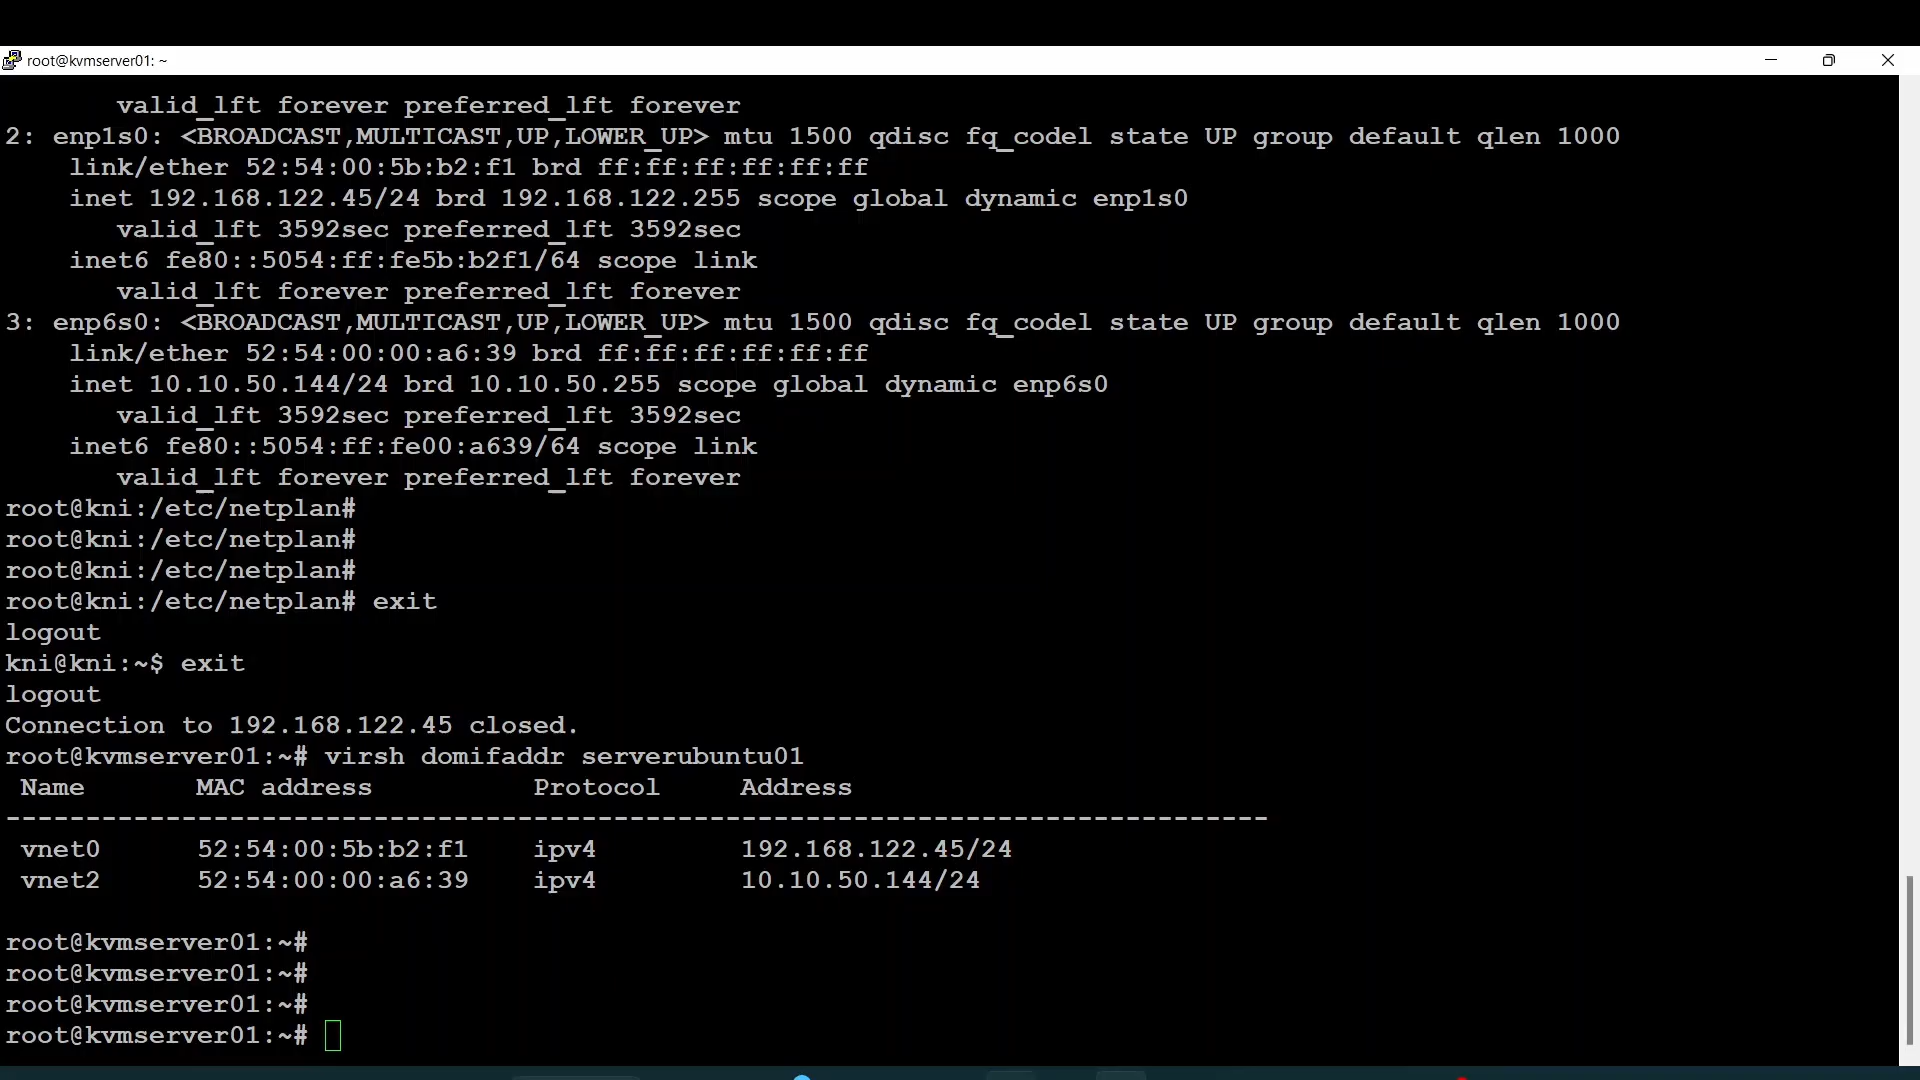 root@kvmserver01: ~
valid_lft forever preferred_lft forever
2: enp1s0: <BROADCAST,MULTICAST,UP,LOWER_UP> mtu 1500 qdisc fq_codel state UP group default qlen 1000
link/ether 52:54:00:5b:b2:f1 brd ff:ff:ff:ff:ff:ff
inet 192.168.122.45/24 brd 192.168.122.255 scope global dynamic enp1s0
valid_lft 3592sec preferred_lft 3592sec
inet6 fe80::5054:ff:fe5b:b2f1/64 scope link
valid_lft forever preferred_lft forever
3: enp6s0: <BROADCAST,MULTICAST,UP,LOWER_UP> mtu 1500 qdisc fq_codel state UP group default qlen 1000
link/ether 52:54:00:00:a6:39 brd ff:ff:ff:ff:ff:ff
inet 10.10.50.144/24 brd 10.10.50.255 scope global dynamic enp6s0
valid_lft 3592sec preferred_lft 3592sec
inet6 fe80::5054:ff:fe00:a639/64 scope link
valid_lft forever preferred_lft forever
root@kni:/etc/netplan#
root@kni:/etc/netplan#
root@kni:/etc/netplan#
root@kni:/etc/netplan# exit
logout
kni@kni:~$ exit
logout
Connection to 192.168.122.45 closed.
root@kvmserver01:~# virsh domifaddr serverubuntu01
Name MAC address Protocol Address
-------------------------------------------------------------------------------
vnet0 52:54:00:5b:b2:f1 ipv4 192.168.122.45/24
vnet2 52:54:00:00:a6:39 ipv4 10.10.50.144/24
root@kvmserver01:~#
root@kvmserver01:~#
root@kvmserver01:~#
root@kvmserver01:~#